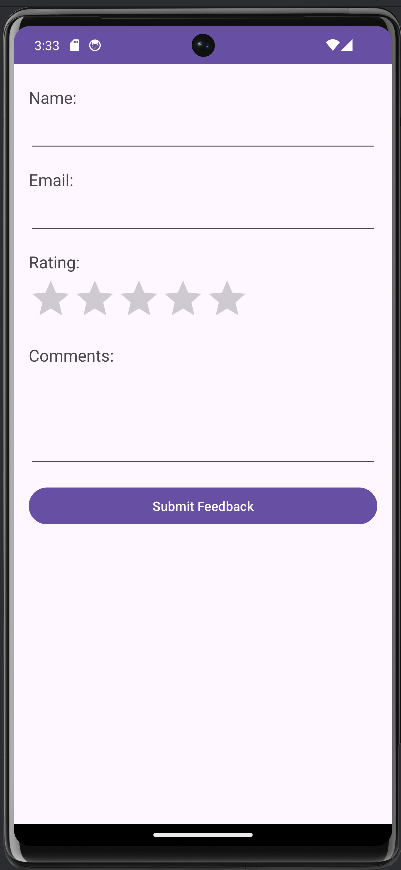 3:33
Name:
Email:
Rating:
Comments:
Submit Feedback